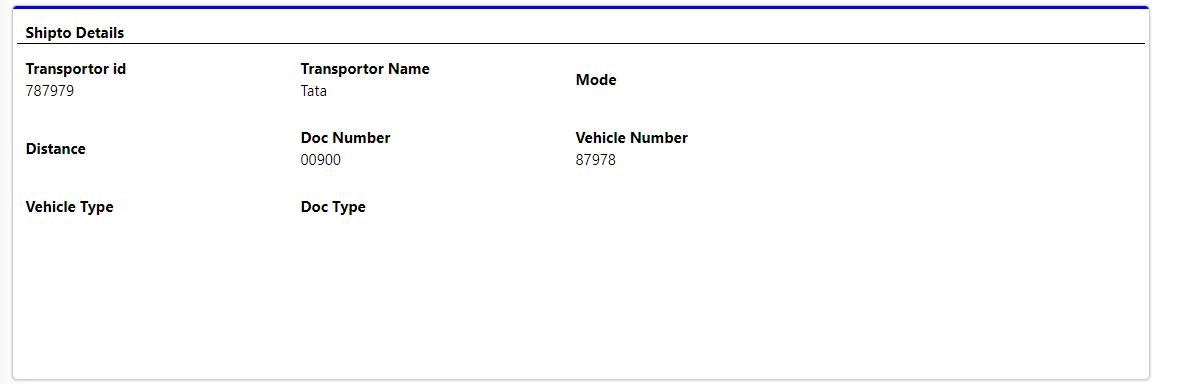 Shipto Details
Transportor id
787979
Transportor Name
Tata
Mode
Distance
Doc Number
00900
Vehicle Number
87978
Vehicle Type
Doc Type